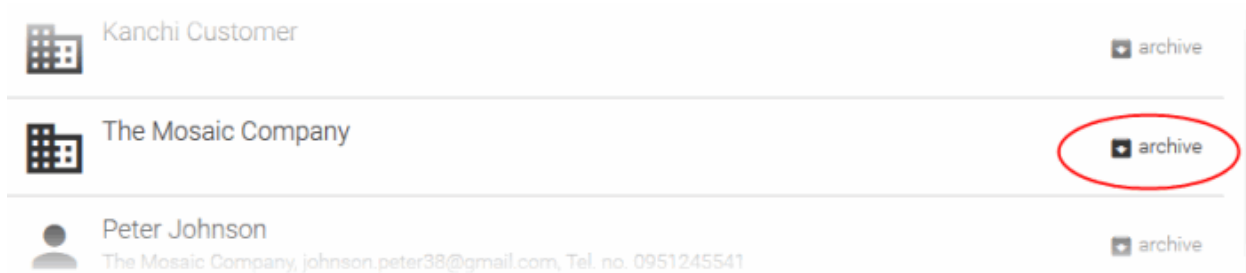 Kanchi Customer
archive
The Mosaic Company
archive
Peter Johnson
archive
The Mosaic Company, johnson.peter38@gmail.com, Tel. no. 0951245541